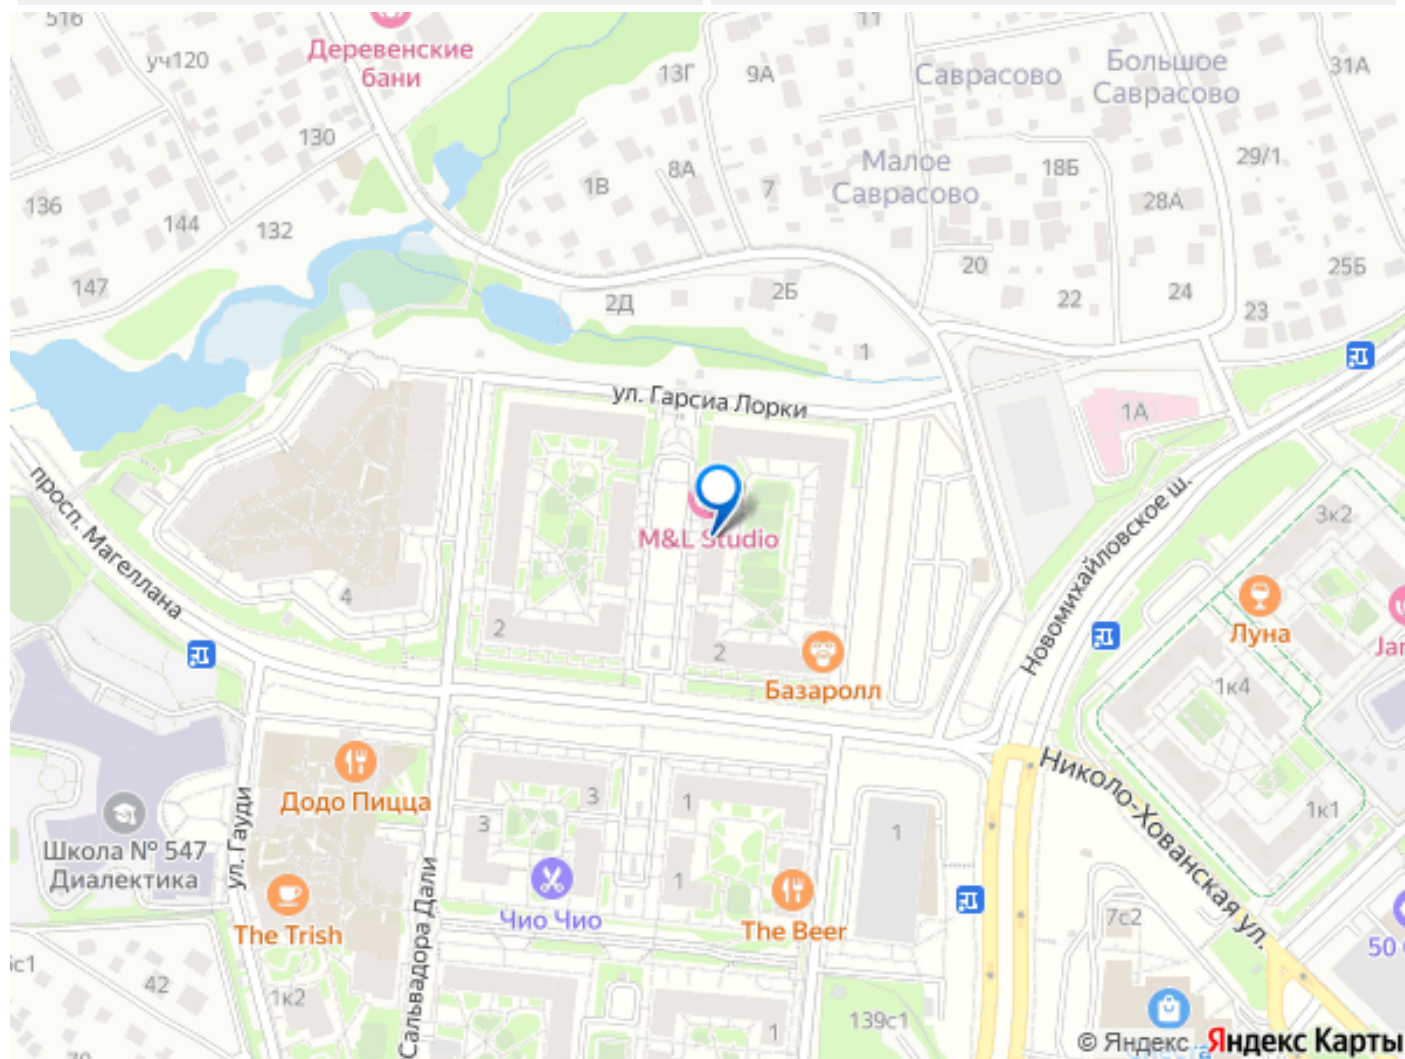 516
уч120
Деревенские
бани
13Г
9А
11
Саврасово
Большое
Саврасово
31А
130
136
144
132
147
1В
8А
7
Малое
Саврасово
18Б
29/1
28А
20
22
24
25Б
23
2Д
2Б
1
ул. Гарсиа Лорки
1А
просп. Магеллана
M&L Studio
Новомихайловское ш.
3к2
4
2
2
Базаролл
Луна
Jar
1к4
Николо-Хованская ул.
1к1
Додо Пицца
3
3
1
1
1
Школа № 547
Диалектика
ул. Гауди
Сальвадора Дали
The Trish
Чио Чио
The Beer
7с2
50
с1
42
1к2
1
139с1
© Яндекс Яндекс Карты